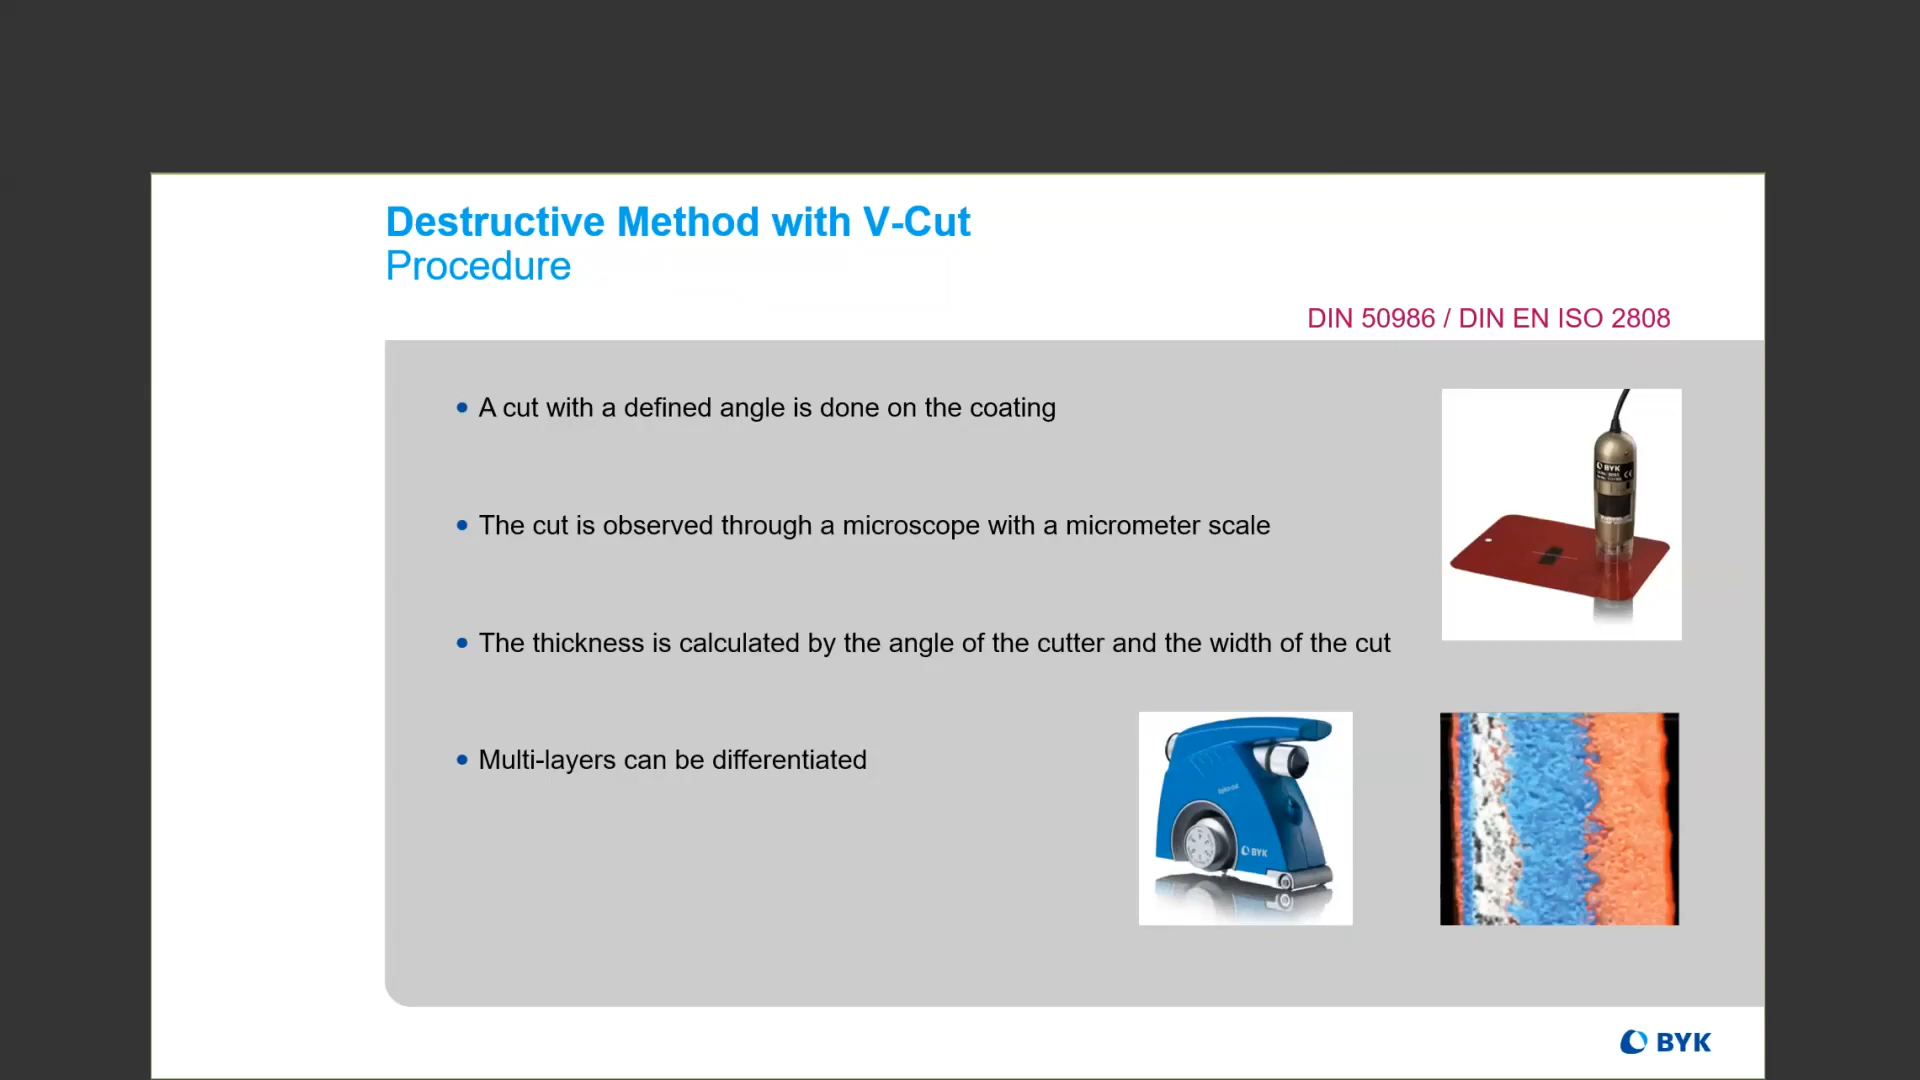 Destructive Method with V-Cut
Procedure
DIN 50986 / DIN EN ISO 2808
• A cut with a defined angle is done on the coating
• The cut is observed through a microscope with a micrometer scale
• The thickness is calculated by the angle of the cutter and the width of the cut
• Multi-layers can be differentiated
BYK
BYK
BYK